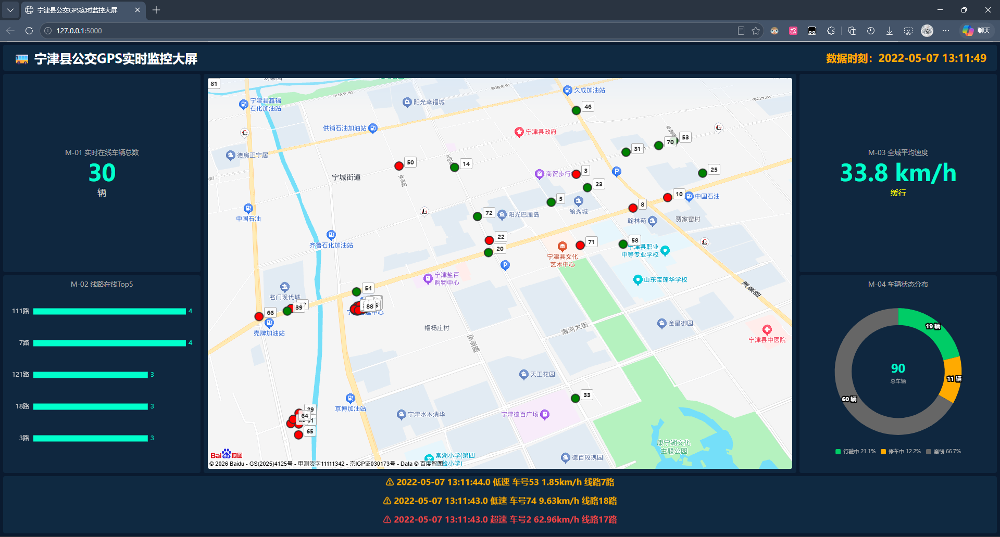 宁津县公交GPS实时监控大屏
127.0.0.1:5000
聊天
宁津县公交GPS实时监控大屏
数据时刻：2022-05-07 13:11:49
M-01 实时在线车辆总数
30
辆
M-02 线路在线Top5
111路 4
7路 4
121路 3
18路 3
3路 3
81
宁津县鑫福
石化加油站
阳光幸福城
久成加油站
46
供销石油加油站
宁津县政府
中心大街
53
70
31
德房正宁居
50
14
宁城街道
商贸步行
3
P
25
23
5
10
中国石油
8
领秀城
中国石油
72
阳光巴厘岛
翰林苑
贾家窑村
22
齐鲁石化加油站
71
58
20
宁津县文化
艺术中心
宁津县职业
中等专业学校
P
宁津盐百
购物中心
山东宝莲华学校
54
名门现代城
39
88
66
壳牌加油站
帽杨庄村
海河大街
金星御园
宁津县中医院
安业路
天工花园
33
京博加油站
29
64
65
宁津水木清华
宁津德百广场
康宁湖文化
主题公园
棠湖小学(第四
验小学)
德百玫瑰园
Bai du 地图
© 2026 Baidu - GS(2025)4125号 - 甲测资字11111342 - 京ICP证030173号 - Data © 百度智图
M-03 全城平均速度
33.8 km/h
缓行
M-04 车辆状态分布
19 辆
11 辆
60 辆
90
总车辆
行驶中 21.1% 停车中 12.2% 离线 66.7%
⚠ 2022-05-07 13:11:44.0 低速 车号53 1.85km/h 线路7路
⚠ 2022-05-07 13:11:43.0 低速 车号74 9.63km/h 线路18路
⚠ 2022-05-07 13:11:43.0 超速 车号2 62.96km/h 线路17路